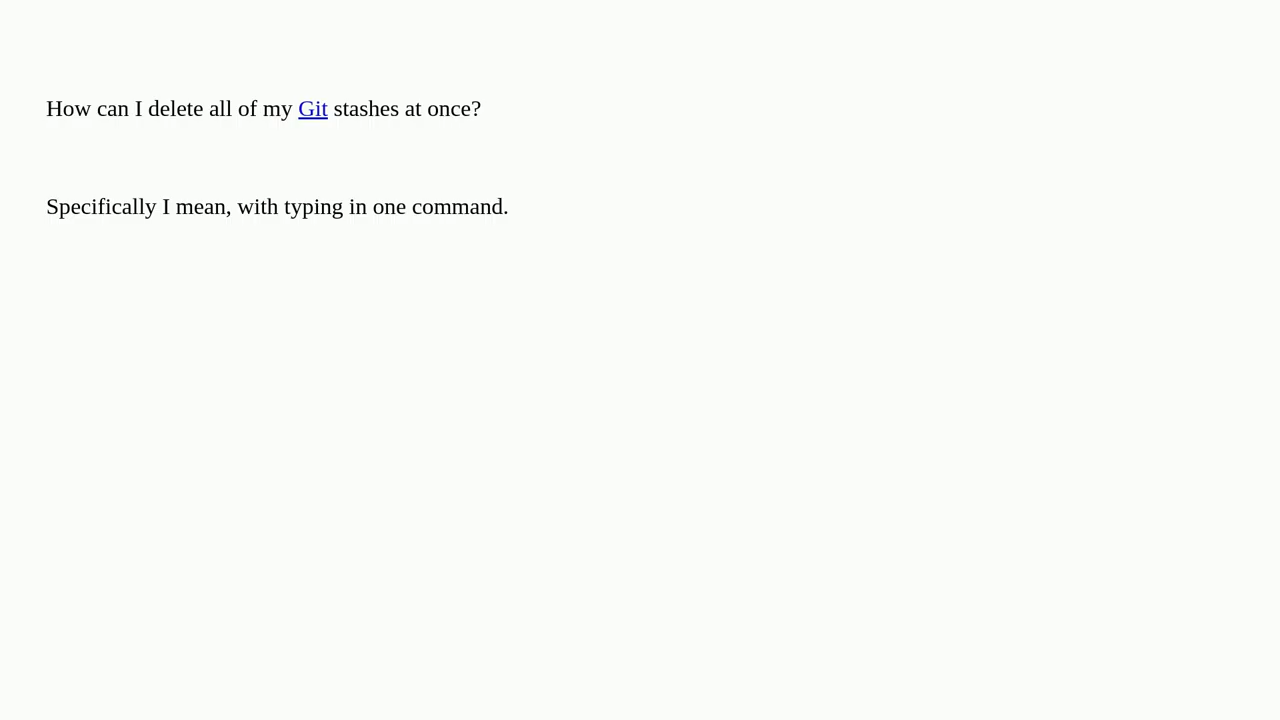 How can I delete all of my Git stashes at once?
Specifically I mean, with typing in one command.